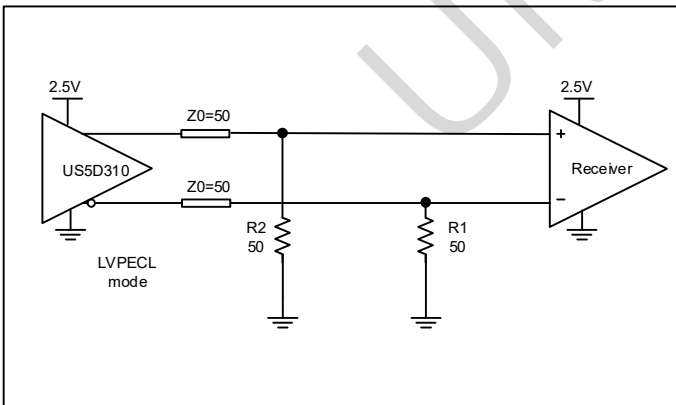 2.5V
2.5V
Z0=50
US5D310
Receiver
+
Z0=50
-
R2
50
R1
50
LVPECL
mode